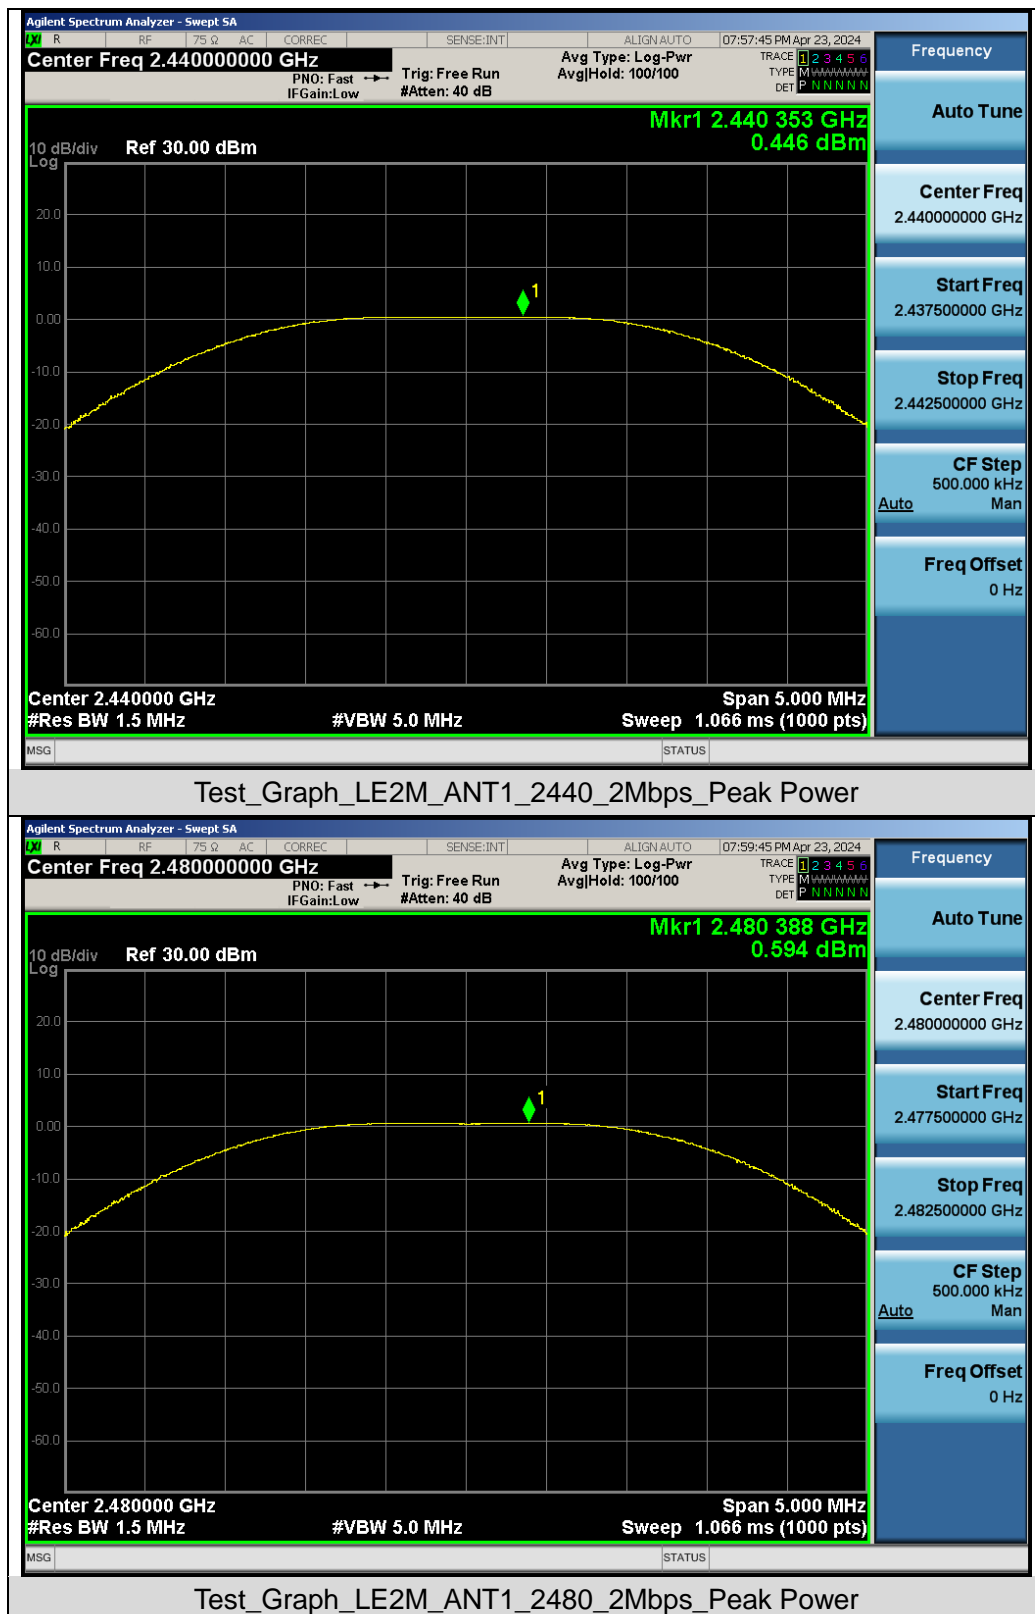 Agilent Spectrum Analyzer - Swept SA
LXI R RF 75 Ω AC CORREC SENSE:INT ALIGN AUTO 07:57:45 PM Apr 23, 2024
Center Freq 2.440000000 GHz
PNO: Fast
IFGain:Low
Trig: Free Run
#Atten: 40 dB
Avg Type: Log-Pwr
Avg|Hold: 100/100
TRACE 1 2 3 4 5 6
TYPE M
DET P N N N N N
Mkr1 2.440 353 GHz
0.446 dBm
10 dB/div Ref 30.00 dBm
Log
20.0
10.0
1
0.00
-10.0
-20.0
-30.0
-40.0
-50.0
-60.0
Center 2.440000 GHz Span 5.000 MHz
#Res BW 1.5 MHz #VBW 5.0 MHz Sweep 1.066 ms (1000 pts)
MSG STATUS
Frequency
Auto Tune
Center Freq
2.440000000 GHz
Start Freq
2.437500000 GHz
Stop Freq
2.442500000 GHz
CF Step
500.000 kHz
Auto Man
Freq Offset
0 Hz
Test_Graph_LE2M_ANT1_2440_2Mbps_Peak Power
Agilent Spectrum Analyzer - Swept SA
LXI R RF 75 Ω AC CORREC SENSE:INT ALIGN AUTO 07:59:45 PM Apr 23, 2024
Center Freq 2.480000000 GHz
PNO: Fast
IFGain:Low
Trig: Free Run
#Atten: 40 dB
Avg Type: Log-Pwr
Avg|Hold: 100/100
TRACE 1 2 3 4 5 6
TYPE M
DET P N N N N N
Mkr1 2.480 388 GHz
0.594 dBm
10 dB/div Ref 30.00 dBm
Log
20.0
10.0
1
0.00
-10.0
-20.0
-30.0
-40.0
-50.0
-60.0
Center 2.480000 GHz Span 5.000 MHz
#Res BW 1.5 MHz #VBW 5.0 MHz Sweep 1.066 ms (1000 pts)
MSG STATUS
Frequency
Auto Tune
Center Freq
2.480000000 GHz
Start Freq
2.477500000 GHz
Stop Freq
2.482500000 GHz
CF Step
500.000 kHz
Auto Man
Freq Offset
0 Hz
Test_Graph_LE2M_ANT1_2480_2Mbps_Peak Power